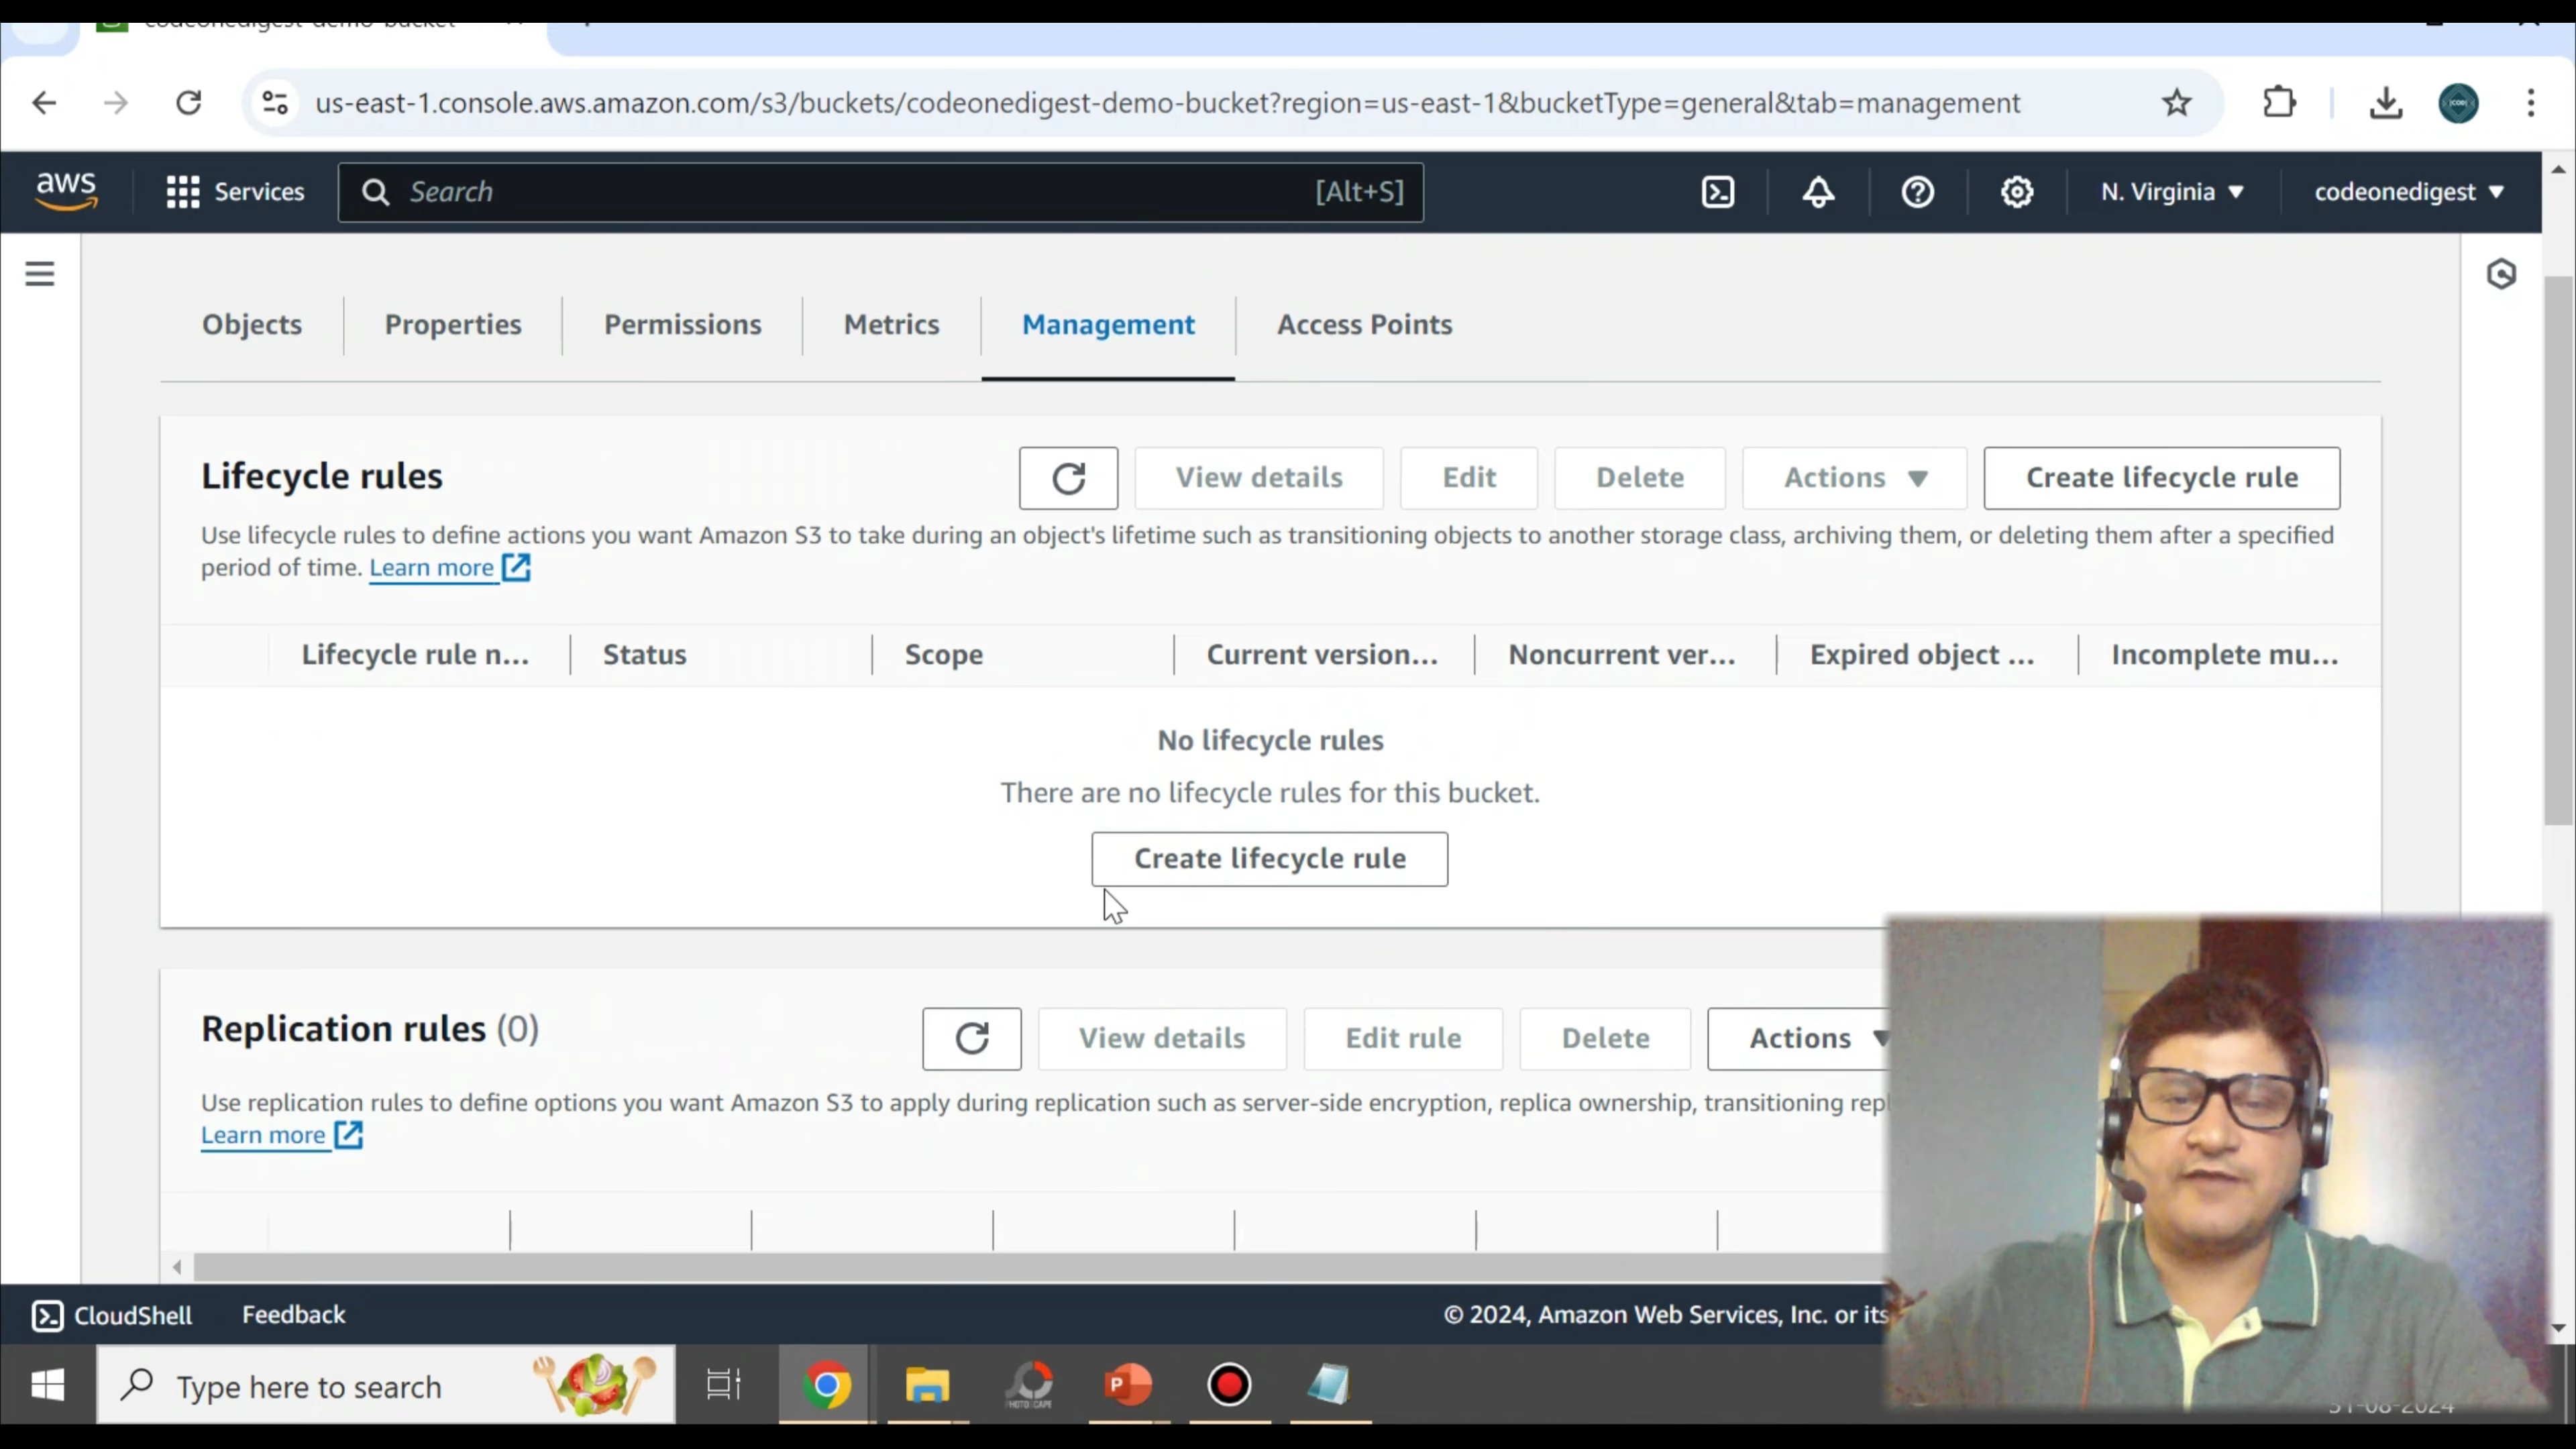 codeonedigest-demo-bucket
us-east-1.console.aws.amazon.com/s3/buckets/codeonedigest-demo-bucket?region=us-east-1&bucketType=general&tab=management
aws Services Search [Alt+S] N. Virginia codeonedigest
Objects Properties Permissions Metrics Management Access Points
Lifecycle rules View details Edit Delete Actions Create lifecycle rule
Use lifecycle rules to define actions you want Amazon S3 to take during an object's lifetime such as transitioning objects to another storage class, archiving them, or deleting them after a specified
period of time. Learn more
Lifecycle rule n... Status Scope Current version... Noncurrent ver... Expired object ... Incomplete mu...
No lifecycle rules
There are no lifecycle rules for this bucket.
Create lifecycle rule
Replication rules (0) View details Edit rule Delete Actions
Use replication rules to define options you want Amazon S3 to apply during replication such as server-side encryption, replica ownership, transitioning repl
Learn more
CloudShell Feedback © 2024, Amazon Web Services, Inc. or its
Type here to search
31-08-2024